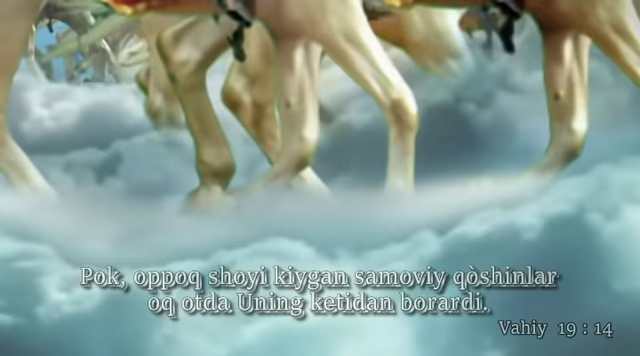 Pok, oppoq shoyi kiygan samoviy qòshinlar
oq otda Uning ketidan borardi.
Vahiy 19 : 14